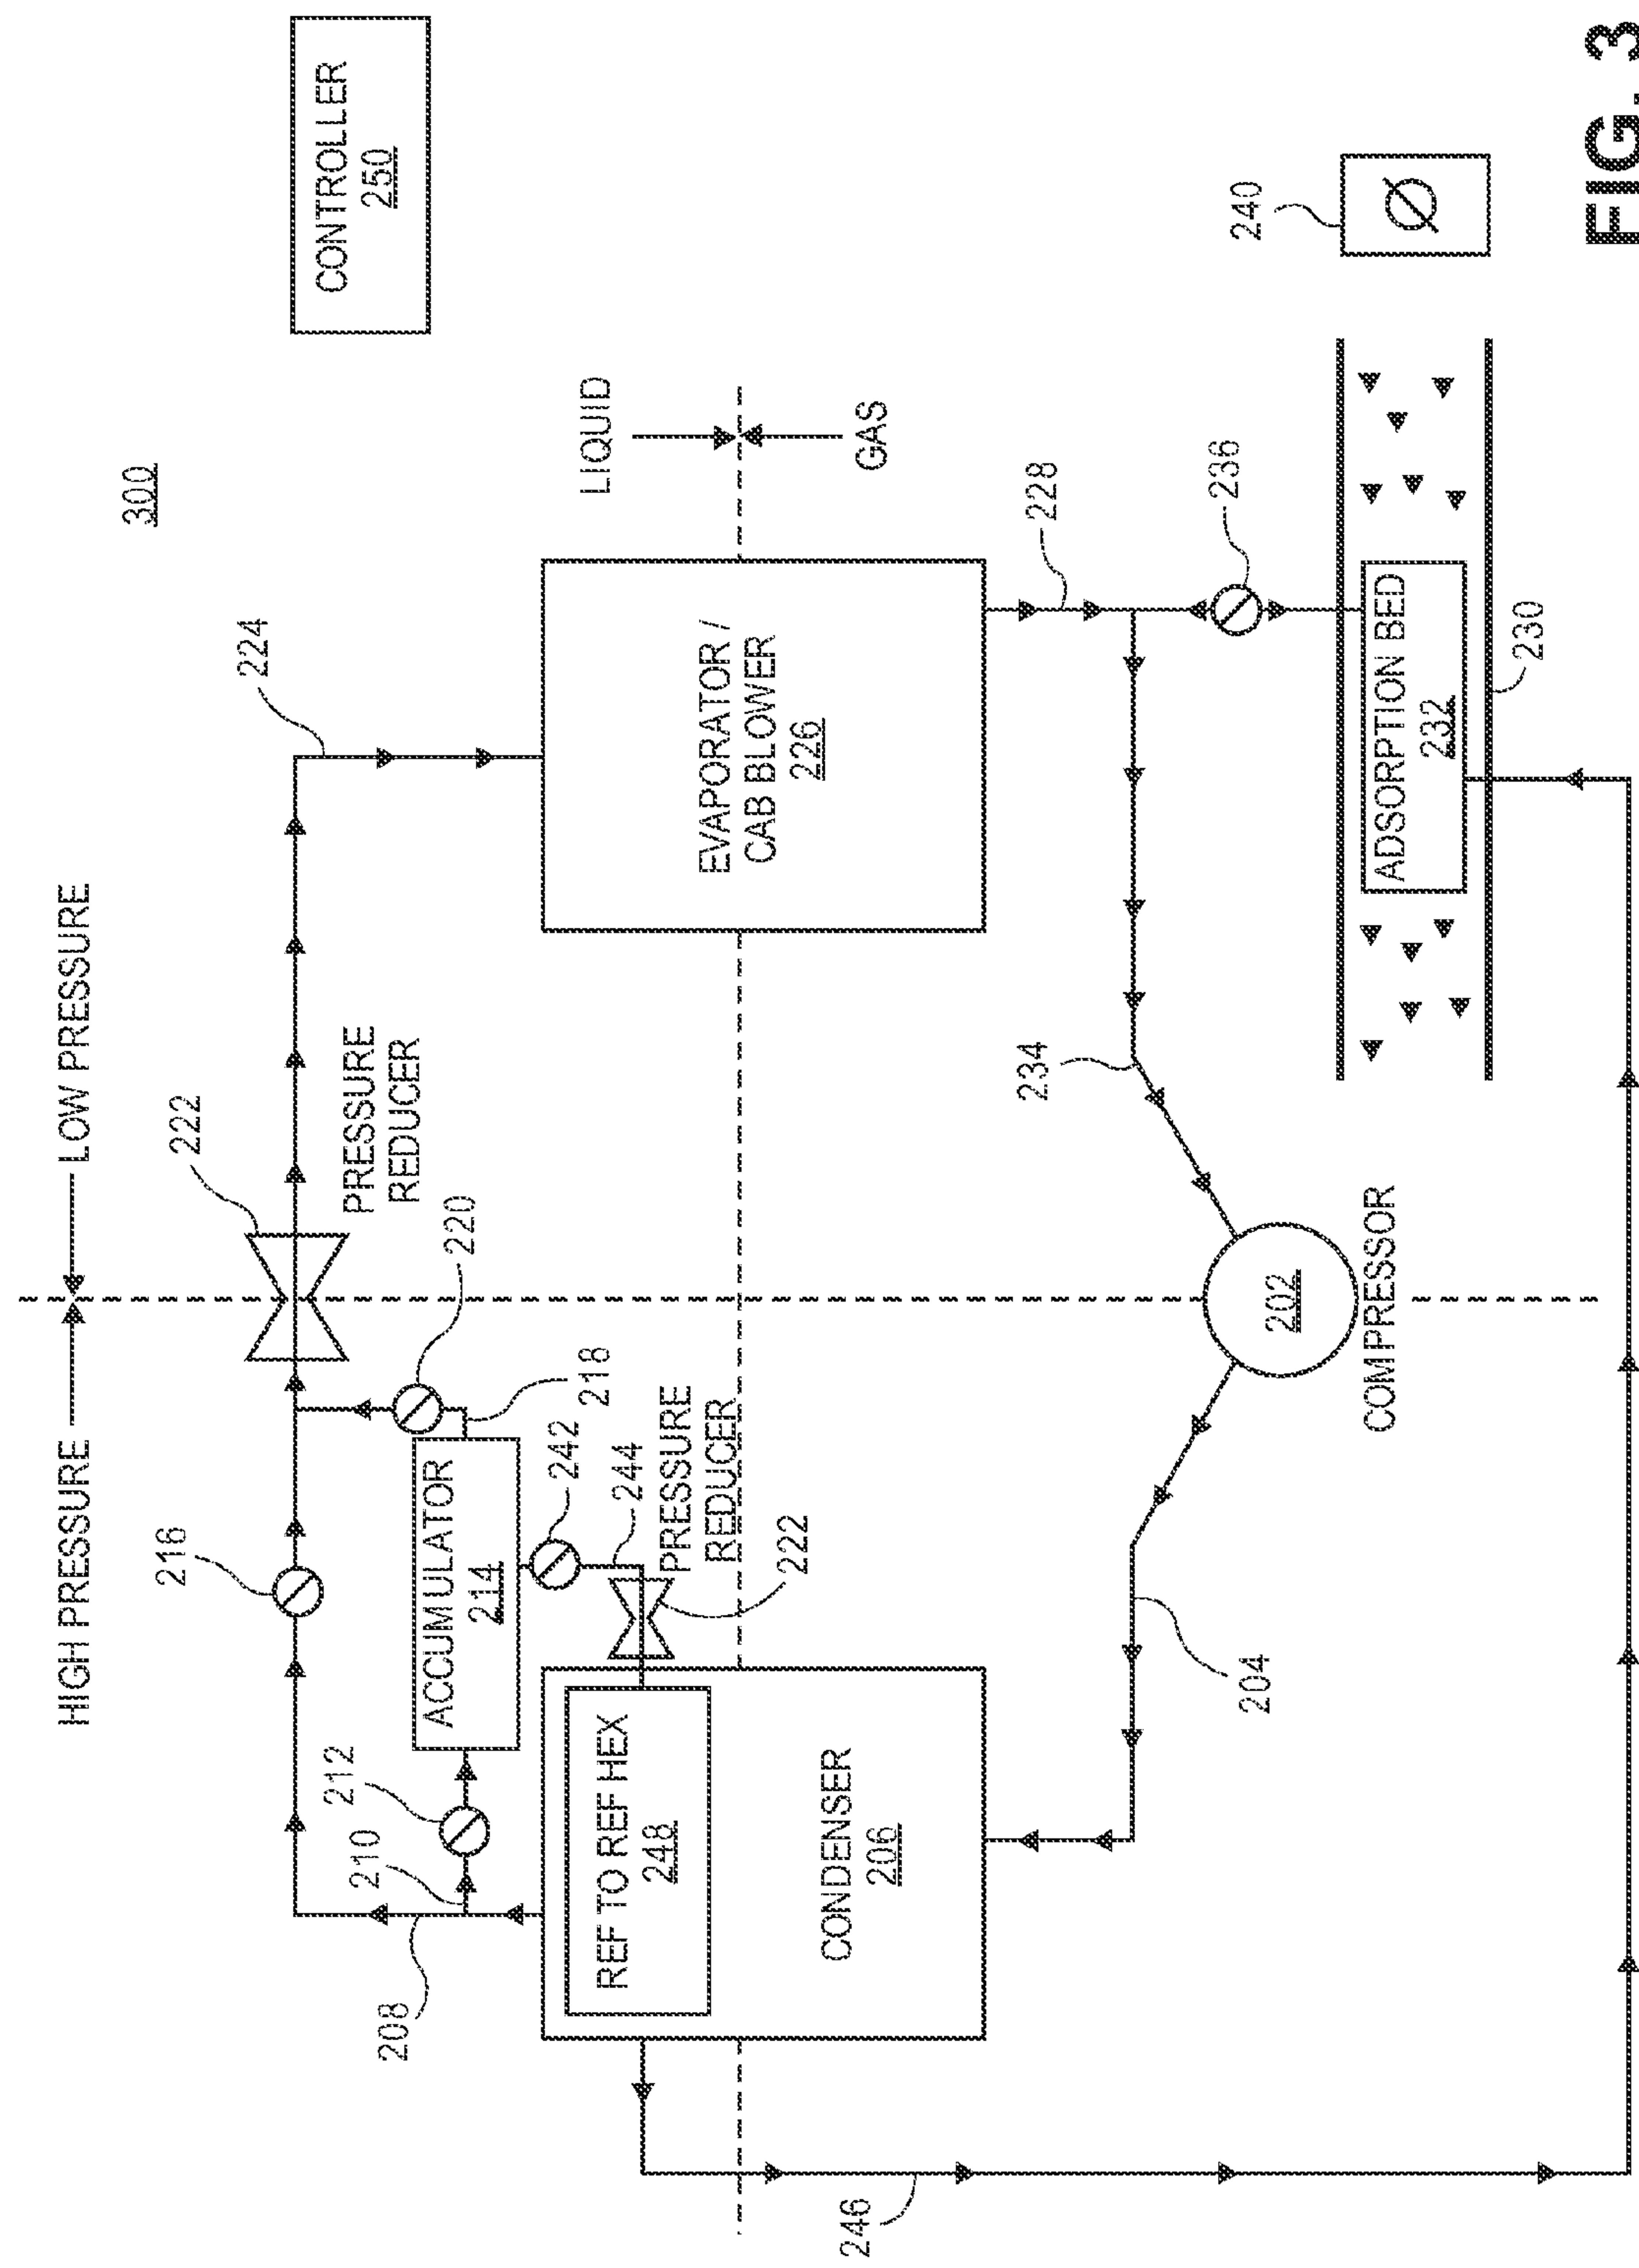 300
HIGH PRESSURE
LOW PRESSURE
CONTROLLER
250
216
222
224
PRESSURE
REDUCER
208
210
212
ACCUMULATOR
214
220
218
242
244
PRESSURE
REDUCER
222
LIQUID
GAS
REF TO REF HEX
248
CONDENSER
206
EVAPORATOR /
CAB BLOWER
226
246
204
202
COMPRESSOR
234
228
236
240
ADSORPTION BED
232
230
FIG. 3